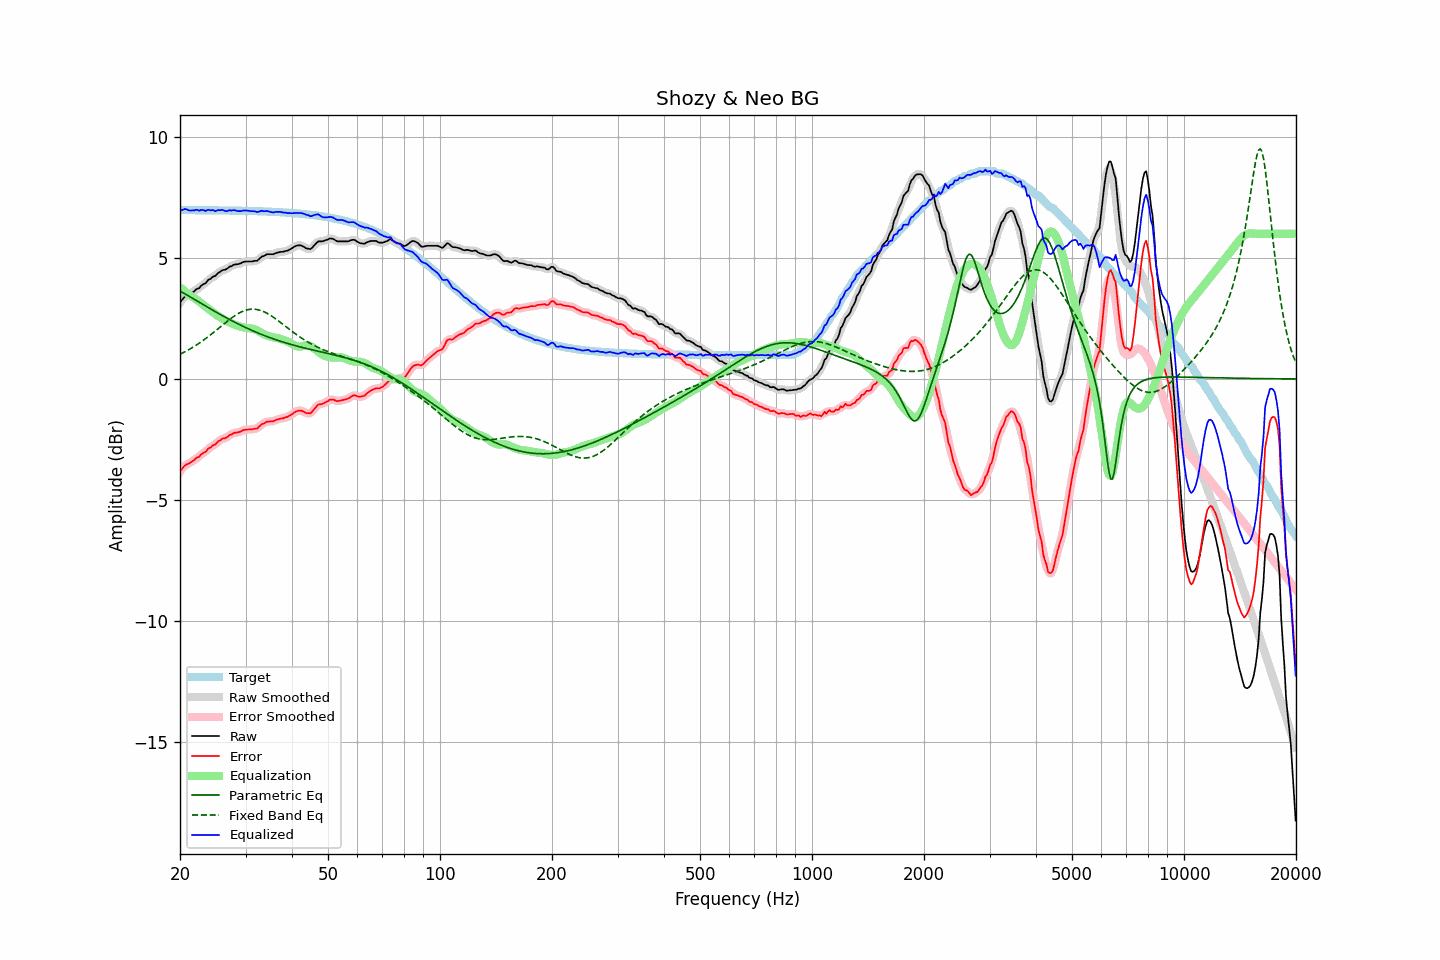 Shozy & Neo BG
10
5
0
−5
−10
−15
Amplitude (dBr)
Target
Raw Smoothed
Error Smoothed
Raw
Error
Equalization
Parametric Eq
Fixed Band Eq
Equalized
20 50 100 200 500 1000 2000 5000 10000 20000
Frequency (Hz)